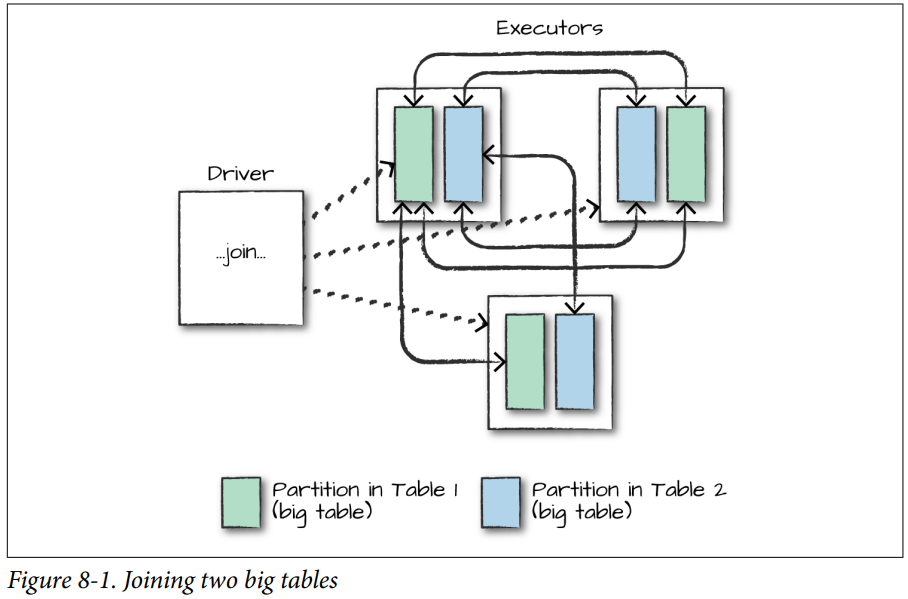 Executors
Driver
...join...
Partition in Table 1
(big table)
Partition in Table 2
(big table)
Figure 8-1. Joining two big tables